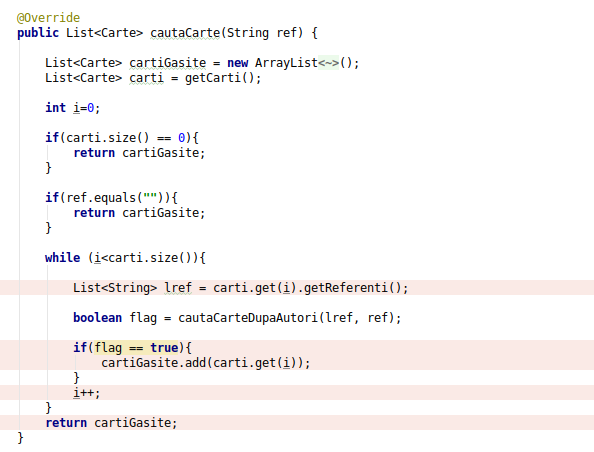 @Override
public List<Carte> cautaCarte(String ref) {
List<Carte> cartiGasite = new ArrayList<~>();
List<Carte> carti = getCarti();
int i=0;
if(carti.size() == 0){
return cartiGasite;
}
if(ref.equals("")){
return cartiGasite;
}
while (i<carti.size()){
List<String> lref = carti.get(i).getReferenti();
boolean flag = cautaCarteDupaAutori(lref, ref);
if(flag == true){
cartiGasite.add(carti.get(i));
}
i++;
}
return cartiGasite;
}